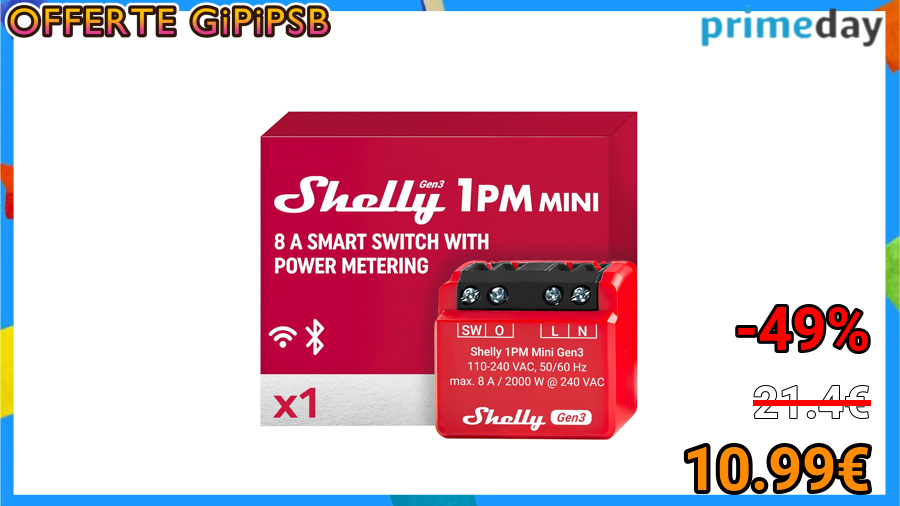 OFFERTE GiPiPSB
primeday
Shelly Gen3 1PM MINI
8 A SMART SWITCH WITH
POWER METERING
x1
SW O L N
Shelly 1PM Mini Gen3
110-240 VAC, 50/60 Hz
max. 8 A / 2000 W @ 240 VAC
Shelly Gen3
-49%
21.4€
10.99€